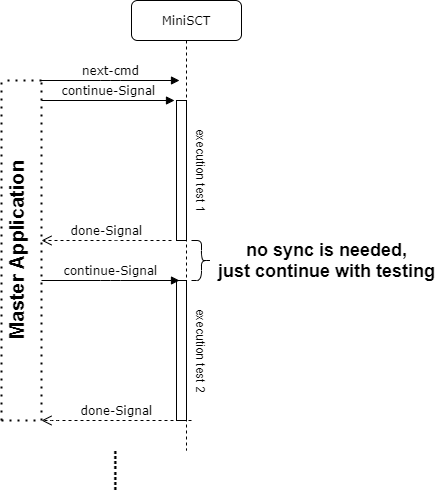 MiniSCT
next-cmd
continue-Signal
execution test 1
done-Signal
Master Application
no sync is needed,
just continue with testing
continue-Signal
execution test 2
done-Signal